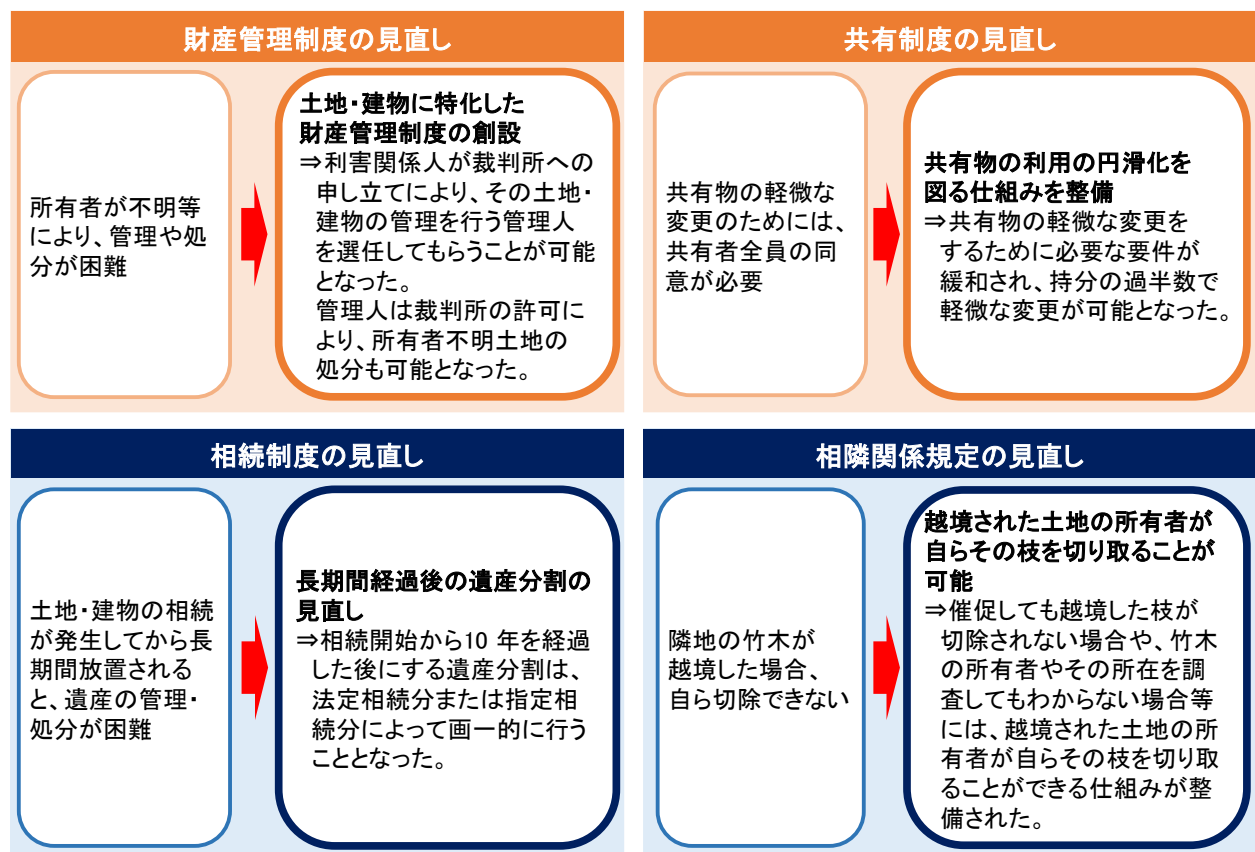 財産管理制度の見直し
所有者が不明等
により、管理や処
分が困難
土地・建物に特化した
財産管理制度の創設
⇒利害関係人が裁判所への
申し立てにより、その土地・
建物の管理を行う管理人
を選任してもらうことが可能
となった。
管理人は裁判所の許可に
より、所有者不明土地の
処分も可能となった。
共有制度の見直し
共有物の軽微な
変更のためには、
共有者全員の同
意が必要
共有物の利用の円滑化を
図る仕組みを整備
⇒共有物の軽微な変更を
するために必要な要件が
緩和され、持分の過半数で
軽微な変更が可能となった。
相続制度の見直し
土地・建物の相続
が発生してから長
期間放置される
と、遺産の管理・
処分が困難
長期間経過後の遺産分割の
見直し
⇒相続開始から10 年を経過
した後にする遺産分割は、
法定相続分または指定相
続分によって画一的に行う
こととなった。
相隣関係規定の見直し
隣地の竹木が
越境した場合、
自ら切除できない
越境された土地の所有者が
自らその枝を切り取ることが
可能
⇒催促しても越境した枝が
切除されない場合や、竹木
の所有者やその所在を調
査してもわからない場合等
には、越境された土地の所
有者が自らその枝を切り取
ることができる仕組みが整
備された。